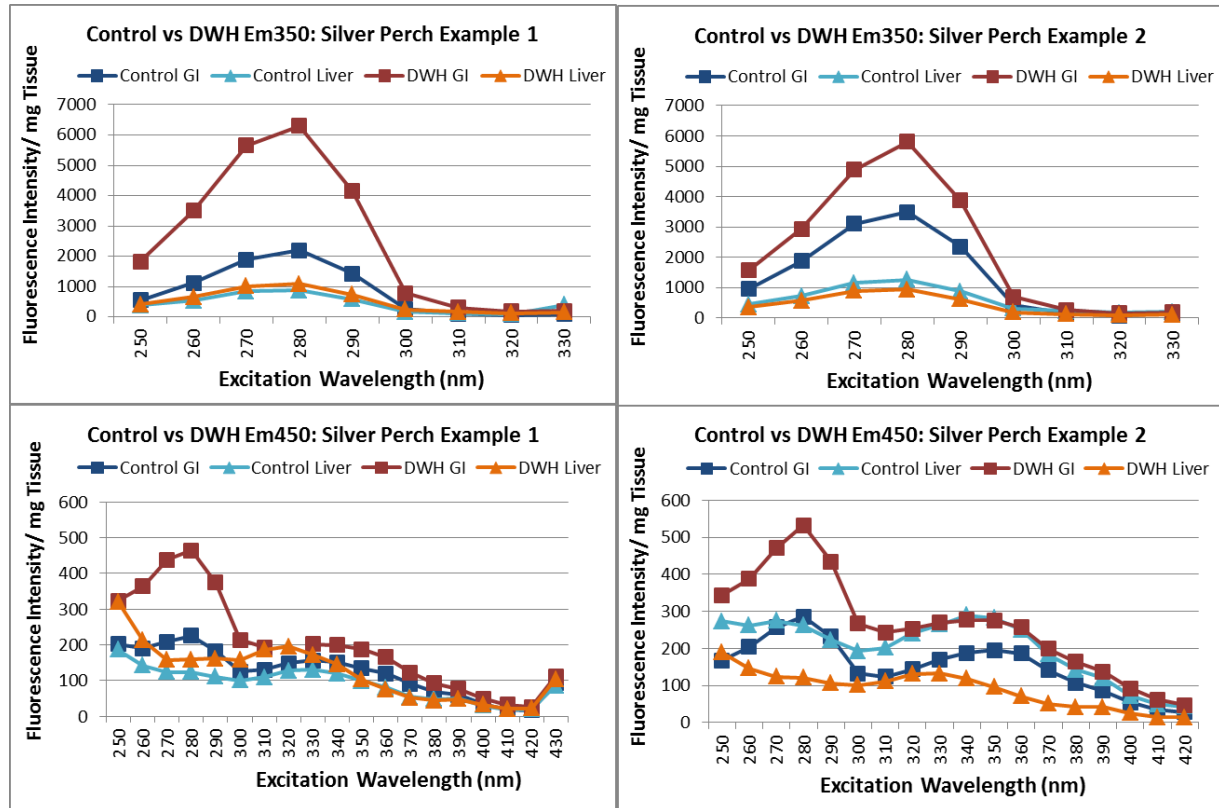 Control vs DWH Em350: Silver Perch Example 1
Control GI Control Liver DWH GI DWH Liver
Fluorescence Intensity/ mg Tissue
7000
6000
5000
4000
3000
2000
1000
0
250 260 270 280 290 300 310 320 330
Excitation Wavelength (nm)
Control vs DWH Em350: Silver Perch Example 2
Control GI Control Liver DWH GI DWH Liver
Fluorescence Intensity/ mg Tissue
7000
6000
5000
4000
3000
2000
1000
0
250 260 270 280 290 300 310 320 330
Excitation Wavelength (nm)
Control vs DWH Em450: Silver Perch Example 1
Control GI Control Liver DWH GI DWH Liver
Fluorescence Intensity/ mg Tissue
600
500
400
300
200
100
0
250 260 270 280 290 300 310 320 330 340 350 360 370 380 390 400 410 420 430
Excitation Wavelength (nm)
Control vs DWH Em450: Silver Perch Example 2
Control GI Control Liver DWH GI DWH Liver
Fluorescence Intensity/ mg Tissue
600
500
400
300
200
100
0
250 260 270 280 290 300 310 320 330 340 350 360 370 380 390 400 410 420
Excitation Wavelength (nm)